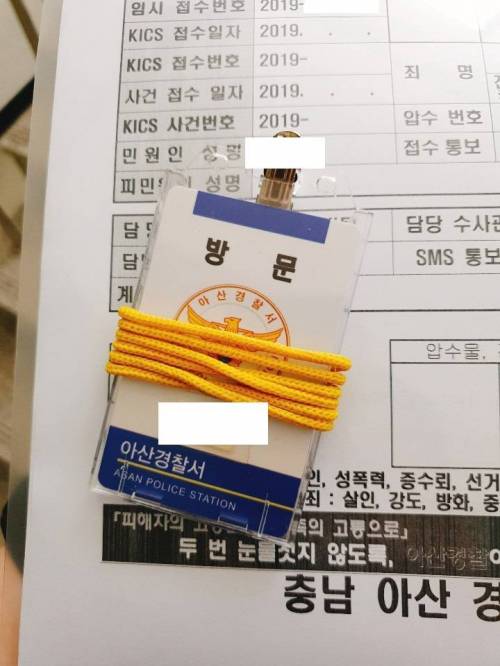 임시 접수번호 2019-
KICS 접수일자 2019. . .
KICS 접수번호 2019- 죄 명
사건 접수 일자 2019. . .
KICS 사건번호 2019- 압수 번호
민원인 성명 접수통보
피민원인 성명
담당 수사관
SMS 통보
방 문
아산경찰서
압수물,
아산경찰서
ASAN POLICE STATION
인, 성폭력, 증수뢰, 선거
죄 : 살인, 강도, 방화, 중
「피해자의 고통으로」
두 번 눈물짓지 않도록, 아산경찰이
충남 아산 경